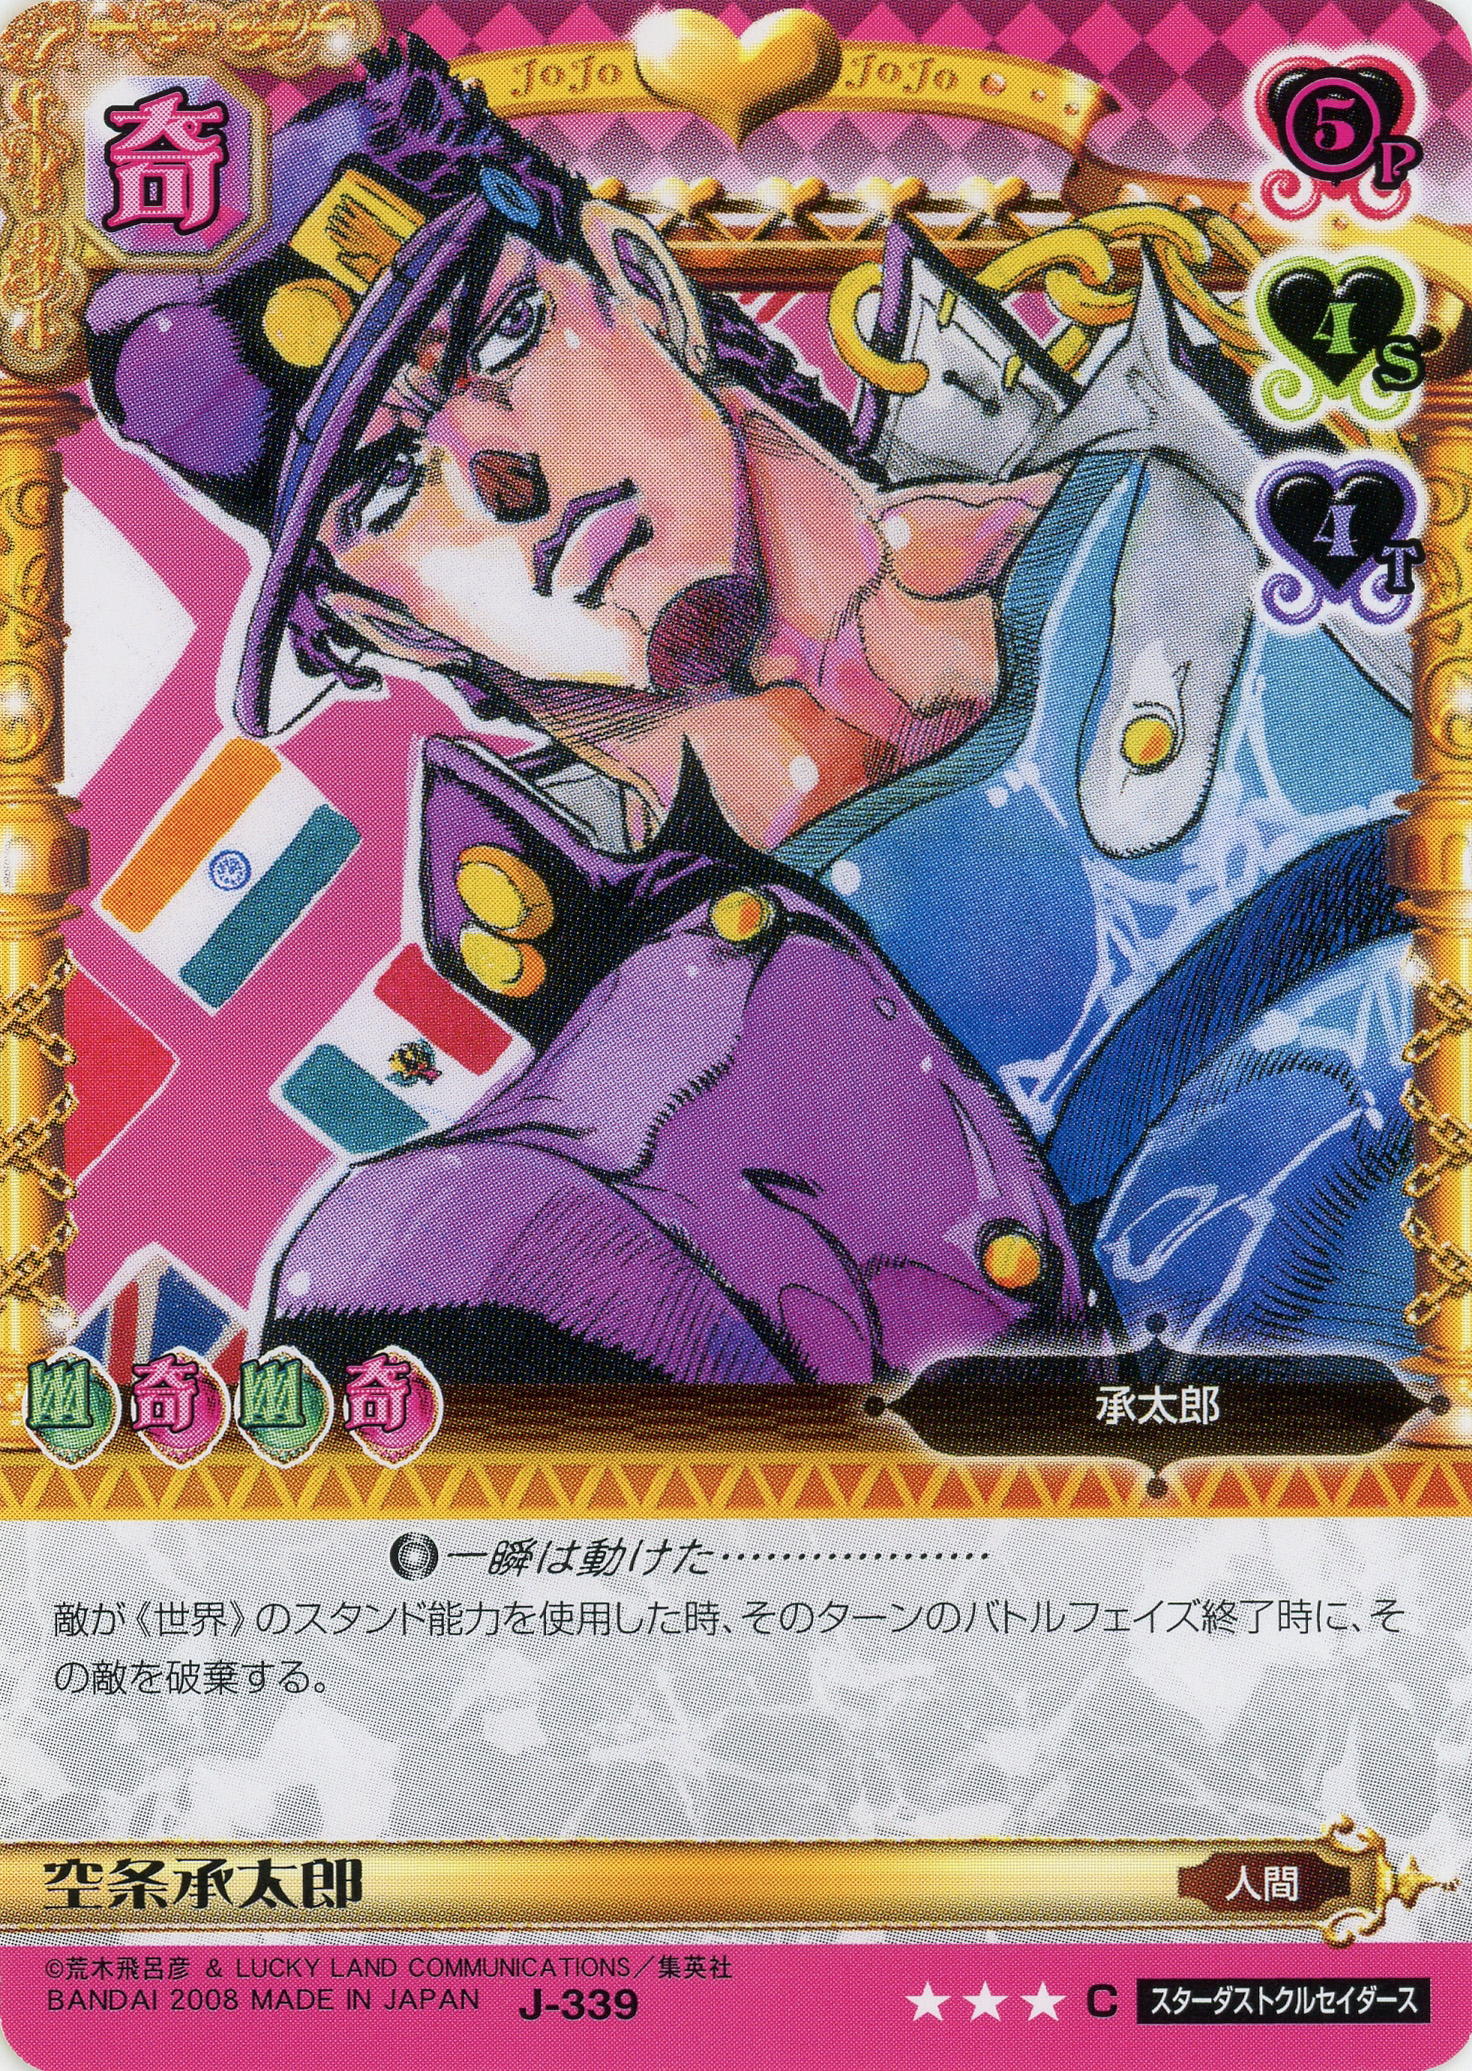 JoJo JoJo
奇
5 P
4 S
4 T
幽 奇 幽 奇
承太郎
一瞬は動けた………………
敵が《世界》のスタンド能力を使用した時、そのターンのバトルフェイズ終了時に、そ
の敵を破棄する。
空条承太郎
人間
©荒木飛呂彦 & LUCKY LAND COMMUNICATIONS／集英社
BANDAI 2008 MADE IN JAPAN J-339
★★★ C スターダストクルセイダース